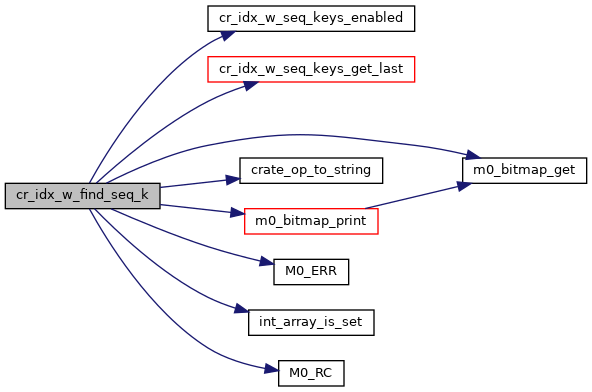 cr_idx_w_seq_keys_enabled
cr_idx_w_seq_keys_get_last
crate_op_to_string
m0_bitmap_get
cr_idx_w_find_seq_k
m0_bitmap_print
M0_ERR
int_array_is_set
M0_RC